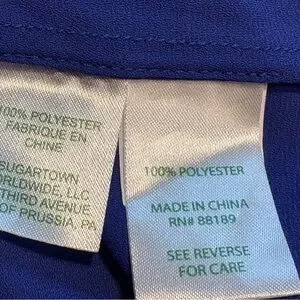 100% POLYESTER
FABRIQUE EN
CHINE
SUGARTOWN
WORLDWIDE, LLC
THIRD AVENUE
OF PRUSSIA, PA
100% POLYESTER
MADE IN CHINA
RN# 88189
SEE REVERSE
FOR CARE